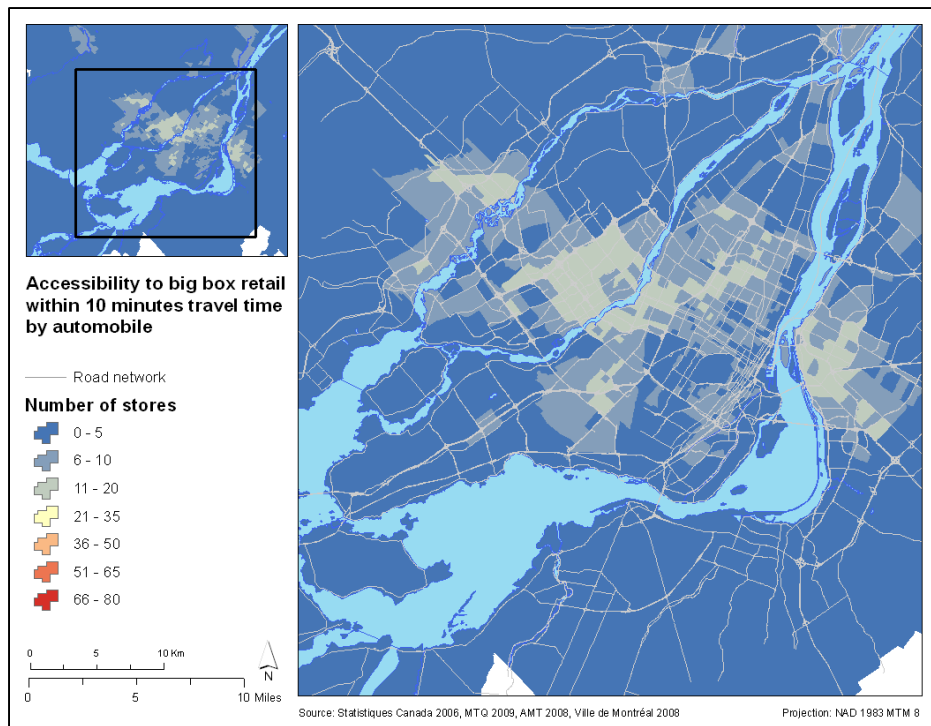 Accessibility to big box retail
within 10 minutes travel time
by automobile
Road network
Number of stores
0 - 5
6 - 10
11 - 20
21 - 35
36 - 50
51 - 65
66 - 80
0 5 10 Km
N
0 5 10 Miles
Source: Statistiques Canada 2006, MTQ 2009, AMT 2008, Ville de Montréal 2008 Projection: NAD 1983 MTM 8